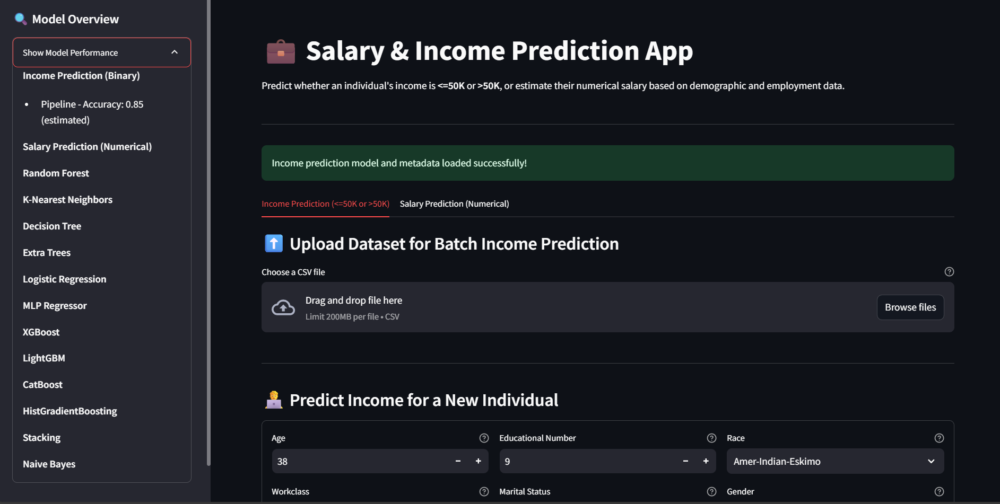 Model Overview
Show Model Performance
Income Prediction (Binary)
Pipeline - Accuracy: 0.85
(estimated)
Salary Prediction (Numerical)
Random Forest
K-Nearest Neighbors
Decision Tree
Extra Trees
Logistic Regression
MLP Regressor
XGBoost
LightGBM
CatBoost
HistGradientBoosting
Stacking
Naive Bayes
Salary & Income Prediction App
Predict whether an individual's income is <=50K or >50K, or estimate their numerical salary based on demographic and employment data.
Income prediction model and metadata loaded successfully!
Income Prediction (<=50K or >50K) Salary Prediction (Numerical)
Upload Dataset for Batch Income Prediction
Choose a CSV file
Drag and drop file here
Limit 200MB per file • CSV
Browse files
Predict Income for a New Individual
Age Educational Number Race
38 9 Amer-Indian-Eskimo
Workclass Marital Status Gender